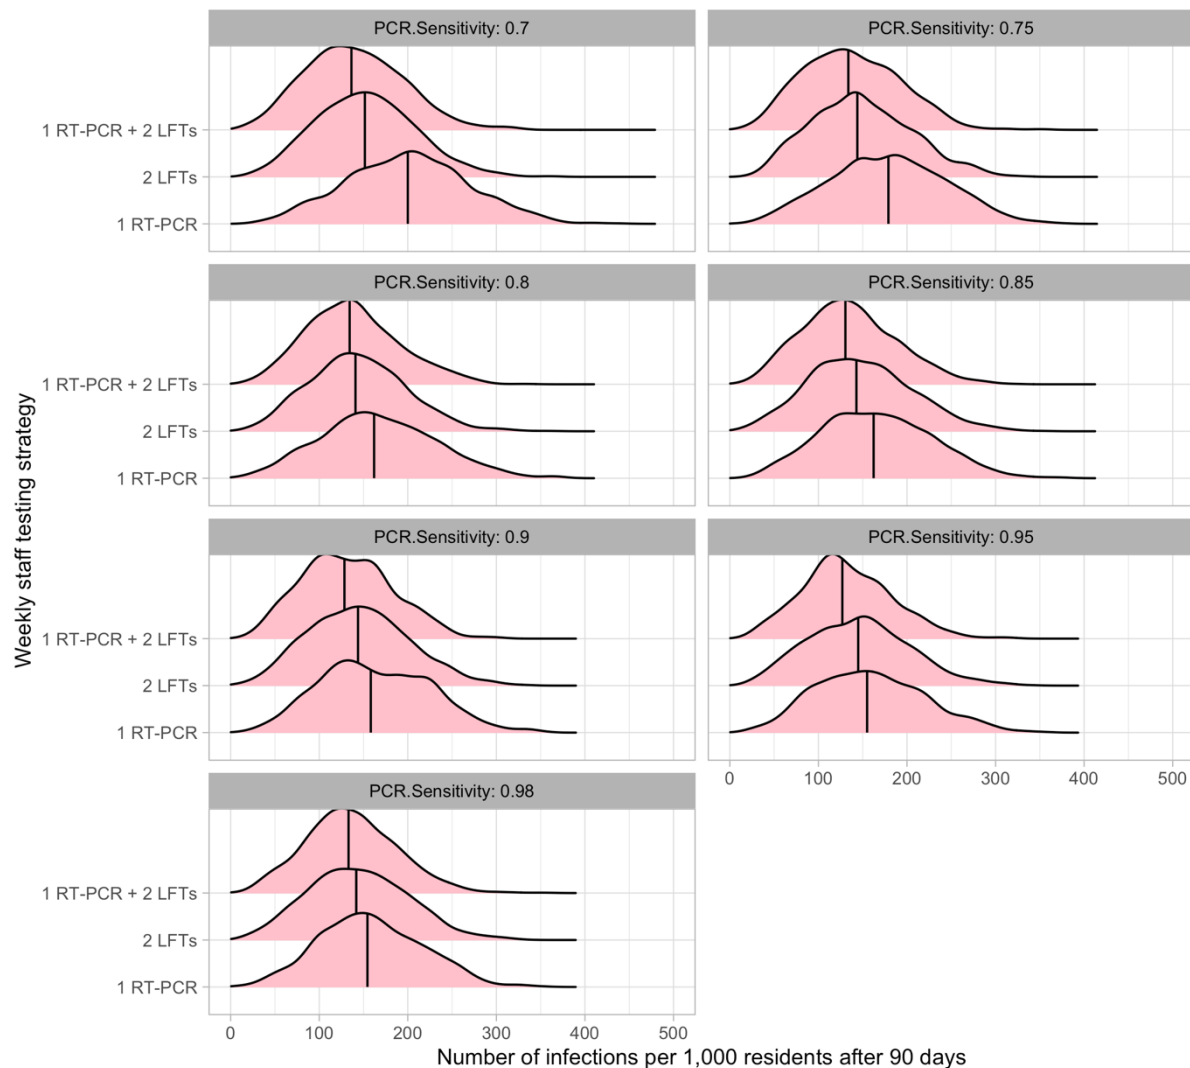 PCR.Sensitivity: 0.7
PCR.Sensitivity: 0.75
1 RT-PCR + 2 LFTs
2 LFTs
1 RT-PCR
PCR.Sensitivity: 0.8
PCR.Sensitivity: 0.85
1 RT-PCR + 2 LFTs
2 LFTs
1 RT-PCR
Weekly staff testing strategy
PCR.Sensitivity: 0.9
PCR.Sensitivity: 0.95
1 RT-PCR + 2 LFTs
2 LFTs
1 RT-PCR
0 100 200 300 400 500
PCR.Sensitivity: 0.98
1 RT-PCR + 2 LFTs
2 LFTs
1 RT-PCR
0 100 200 300 400 500
Number of infections per 1,000 residents after 90 days